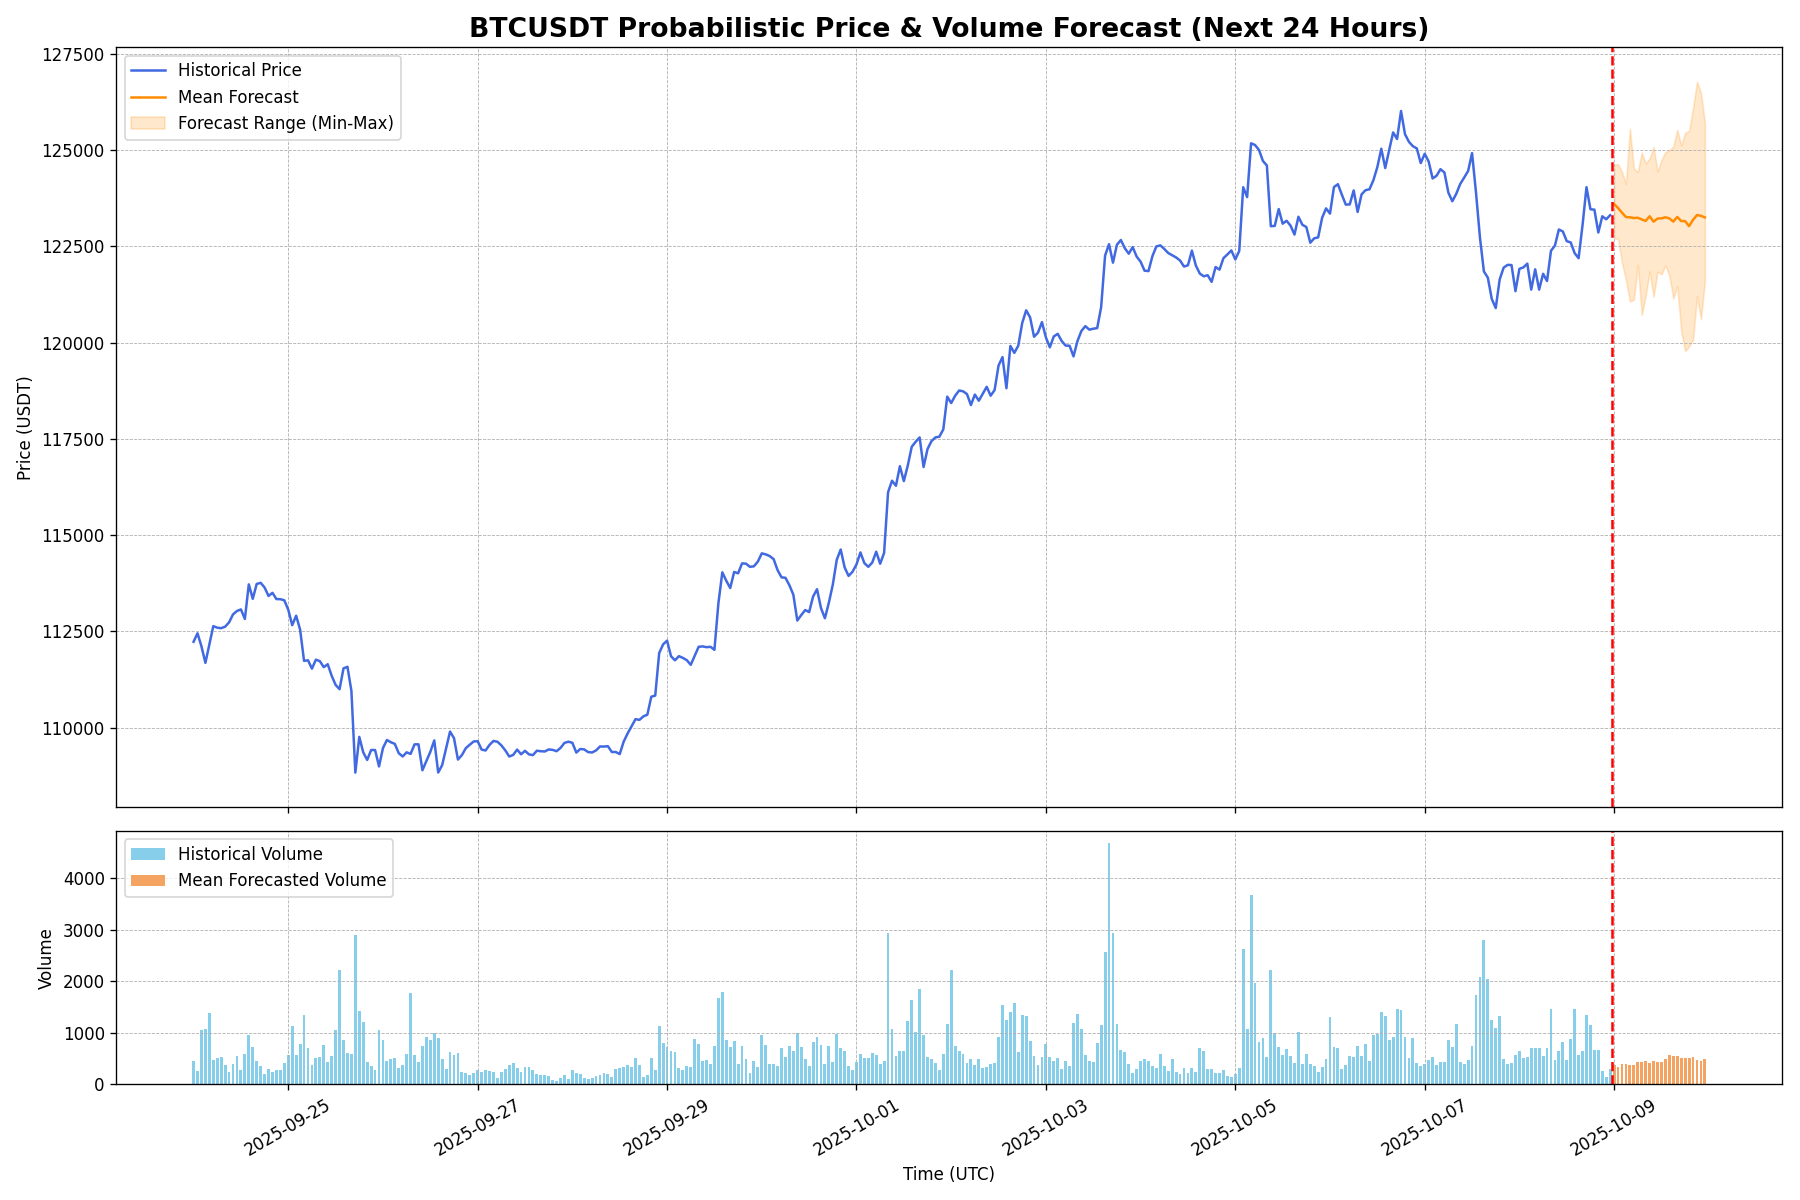 BTCUSDT Probabilistic Price & Volume Forecast (Next 24 Hours)
127500
125000
122500
120000
117500
115000
112500
110000
Price (USDT)
Historical Price
Mean Forecast
Forecast Range (Min-Max)
4000
3000
2000
1000
0
Volume
Historical Volume
Mean Forecasted Volume
2025-09-25
2025-09-27
2025-09-29
2025-10-01
2025-10-03
2025-10-05
2025-10-07
2025-10-09
Time (UTC)